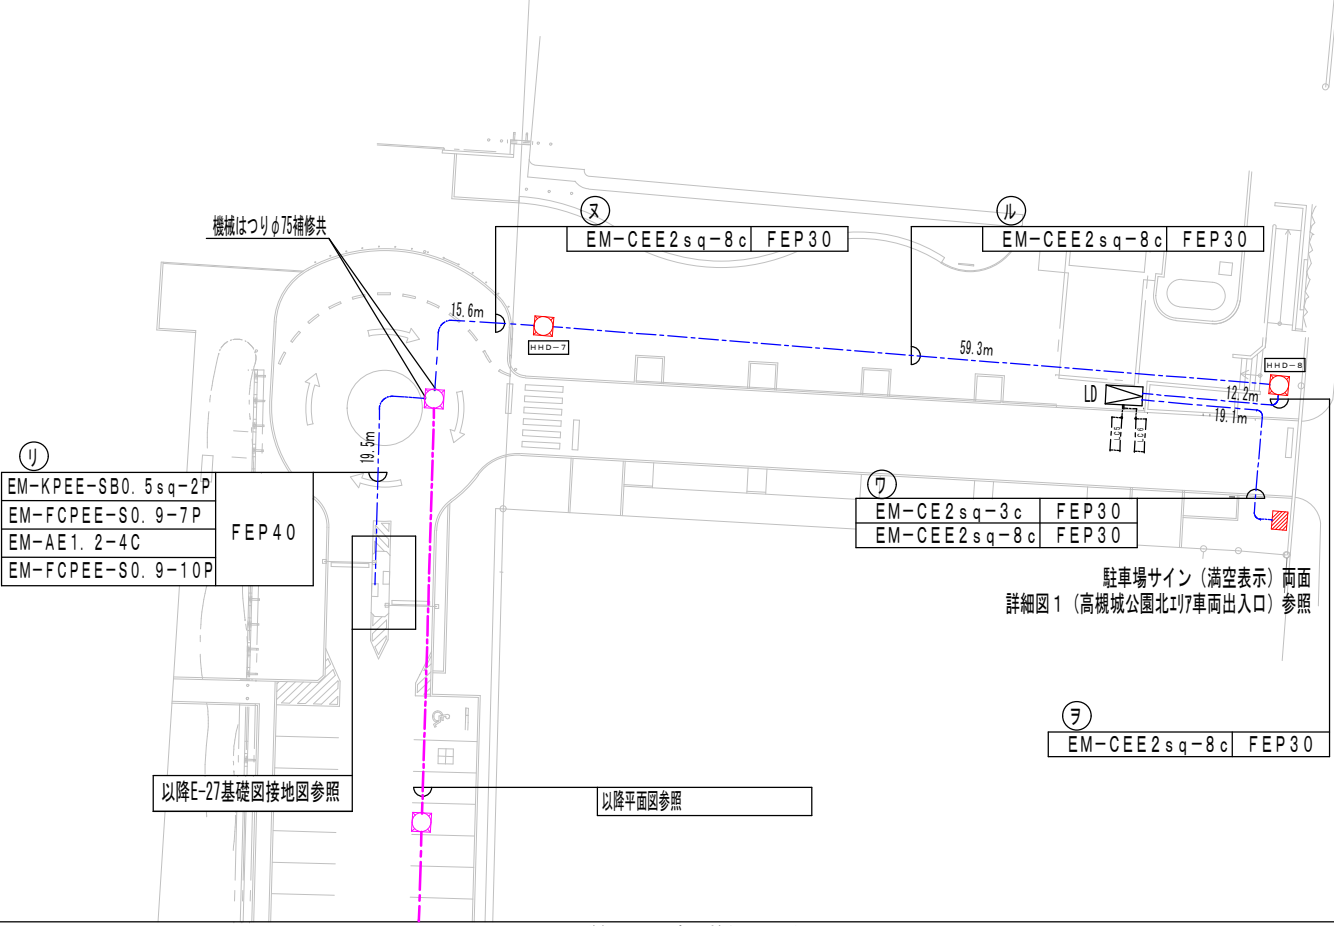 ヌ
ル
機械はつりφ75補修共
EM-CEE2sq-8c FEP30
EM-CEE2sq-8c FEP30
15.6m
HHD-7
59.3m
HHD-8
LD
12.2m
19.1m
19.5m
リ
EM-KPEE-SB0.5sq-2P
EM-FCPEE-S0.9-7P
EM-AE1.2-4C
EM-FCPEE-S0.9-10P
FEP40
ワ
EM-CE2sq-3c FEP30
EM-CEE2sq-8c FEP30
駐車場サイン（満空表示）両面
詳細図1（高槻城公園北ｴﾘｱ車両出入口）参照
ヲ
EM-CEE2sq-8c FEP30
以降E-27基礎図接地図参照
以降平面図参照